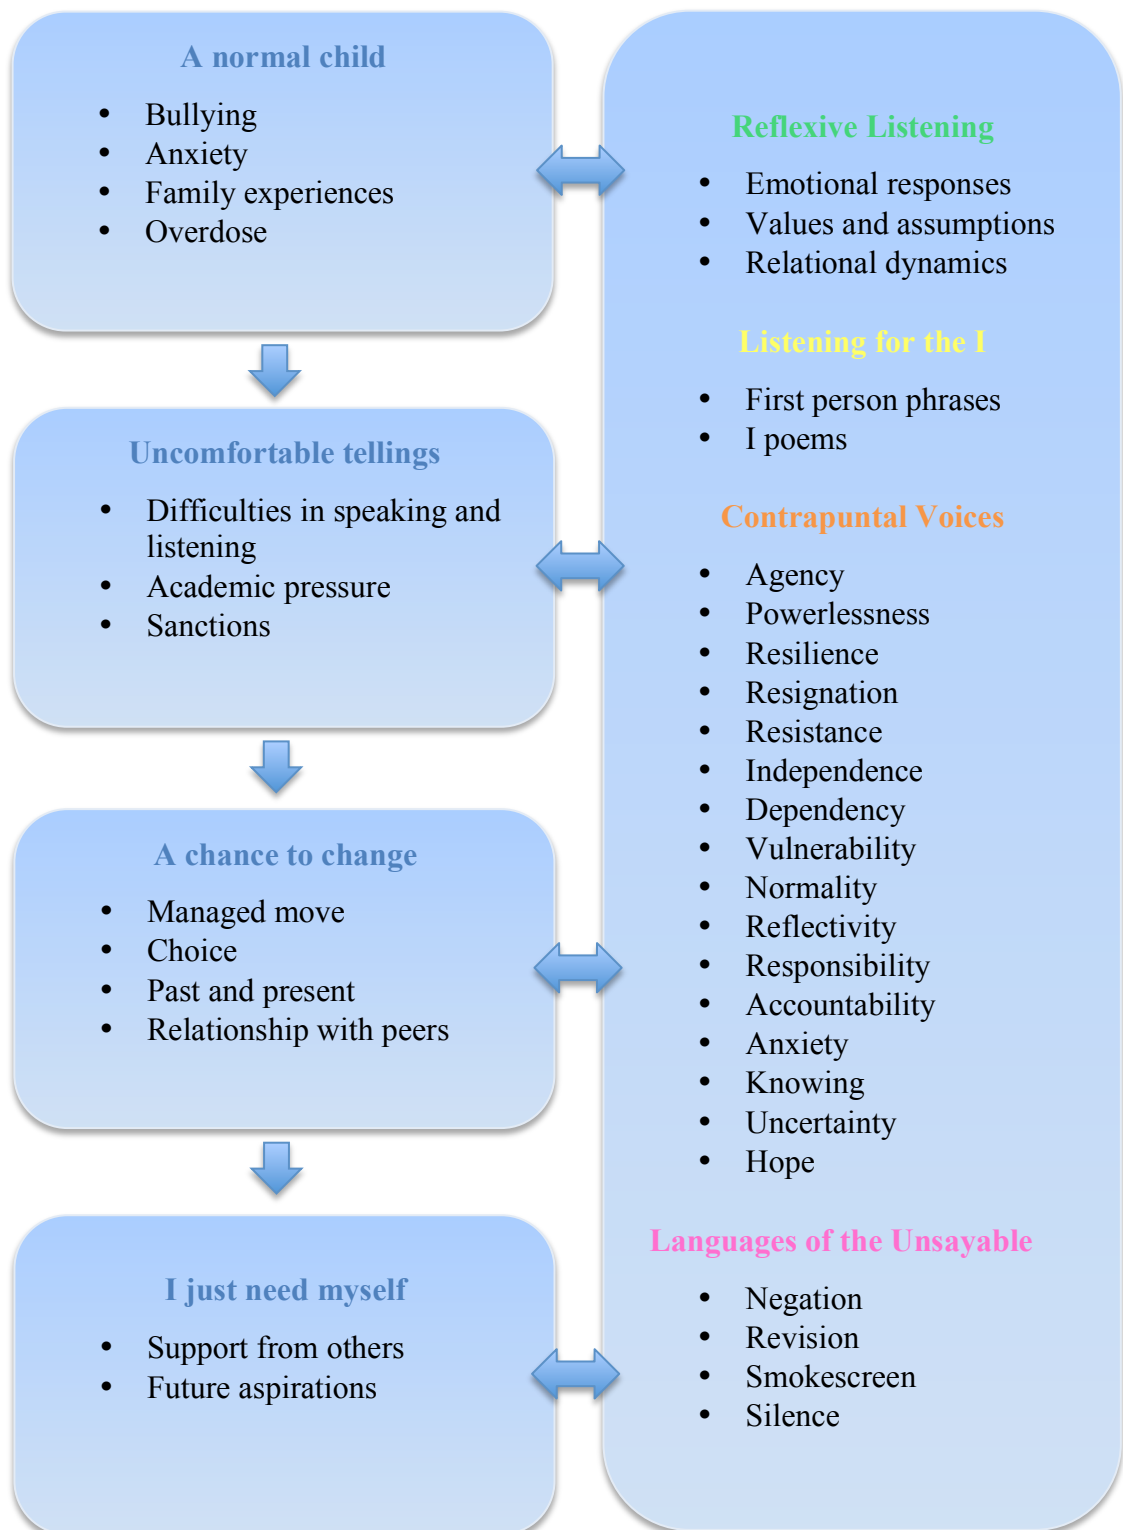 A normal child
• Bullying
• Anxiety
• Family experiences
• Overdose
Uncomfortable tellings
• Difficulties in speaking and
listening
• Academic pressure
• Sanctions
A chance to change
• Managed move
• Choice
• Past and present
• Relationship with peers
I just need myself
• Support from others
• Future aspirations
Reflexive Listening
• Emotional responses
• Values and assumptions
• Relational dynamics
Listening for the I
• First person phrases
• I poems
Contrapuntal Voices
• Agency
• Powerlessness
• Resilience
• Resignation
• Resistance
• Independence
• Dependency
• Vulnerability
• Normality
• Reflectivity
• Responsibility
• Accountability
• Anxiety
• Knowing
• Uncertainty
• Hope
Languages of the Unsayable
• Negation
• Revision
• Smokescreen
• Silence